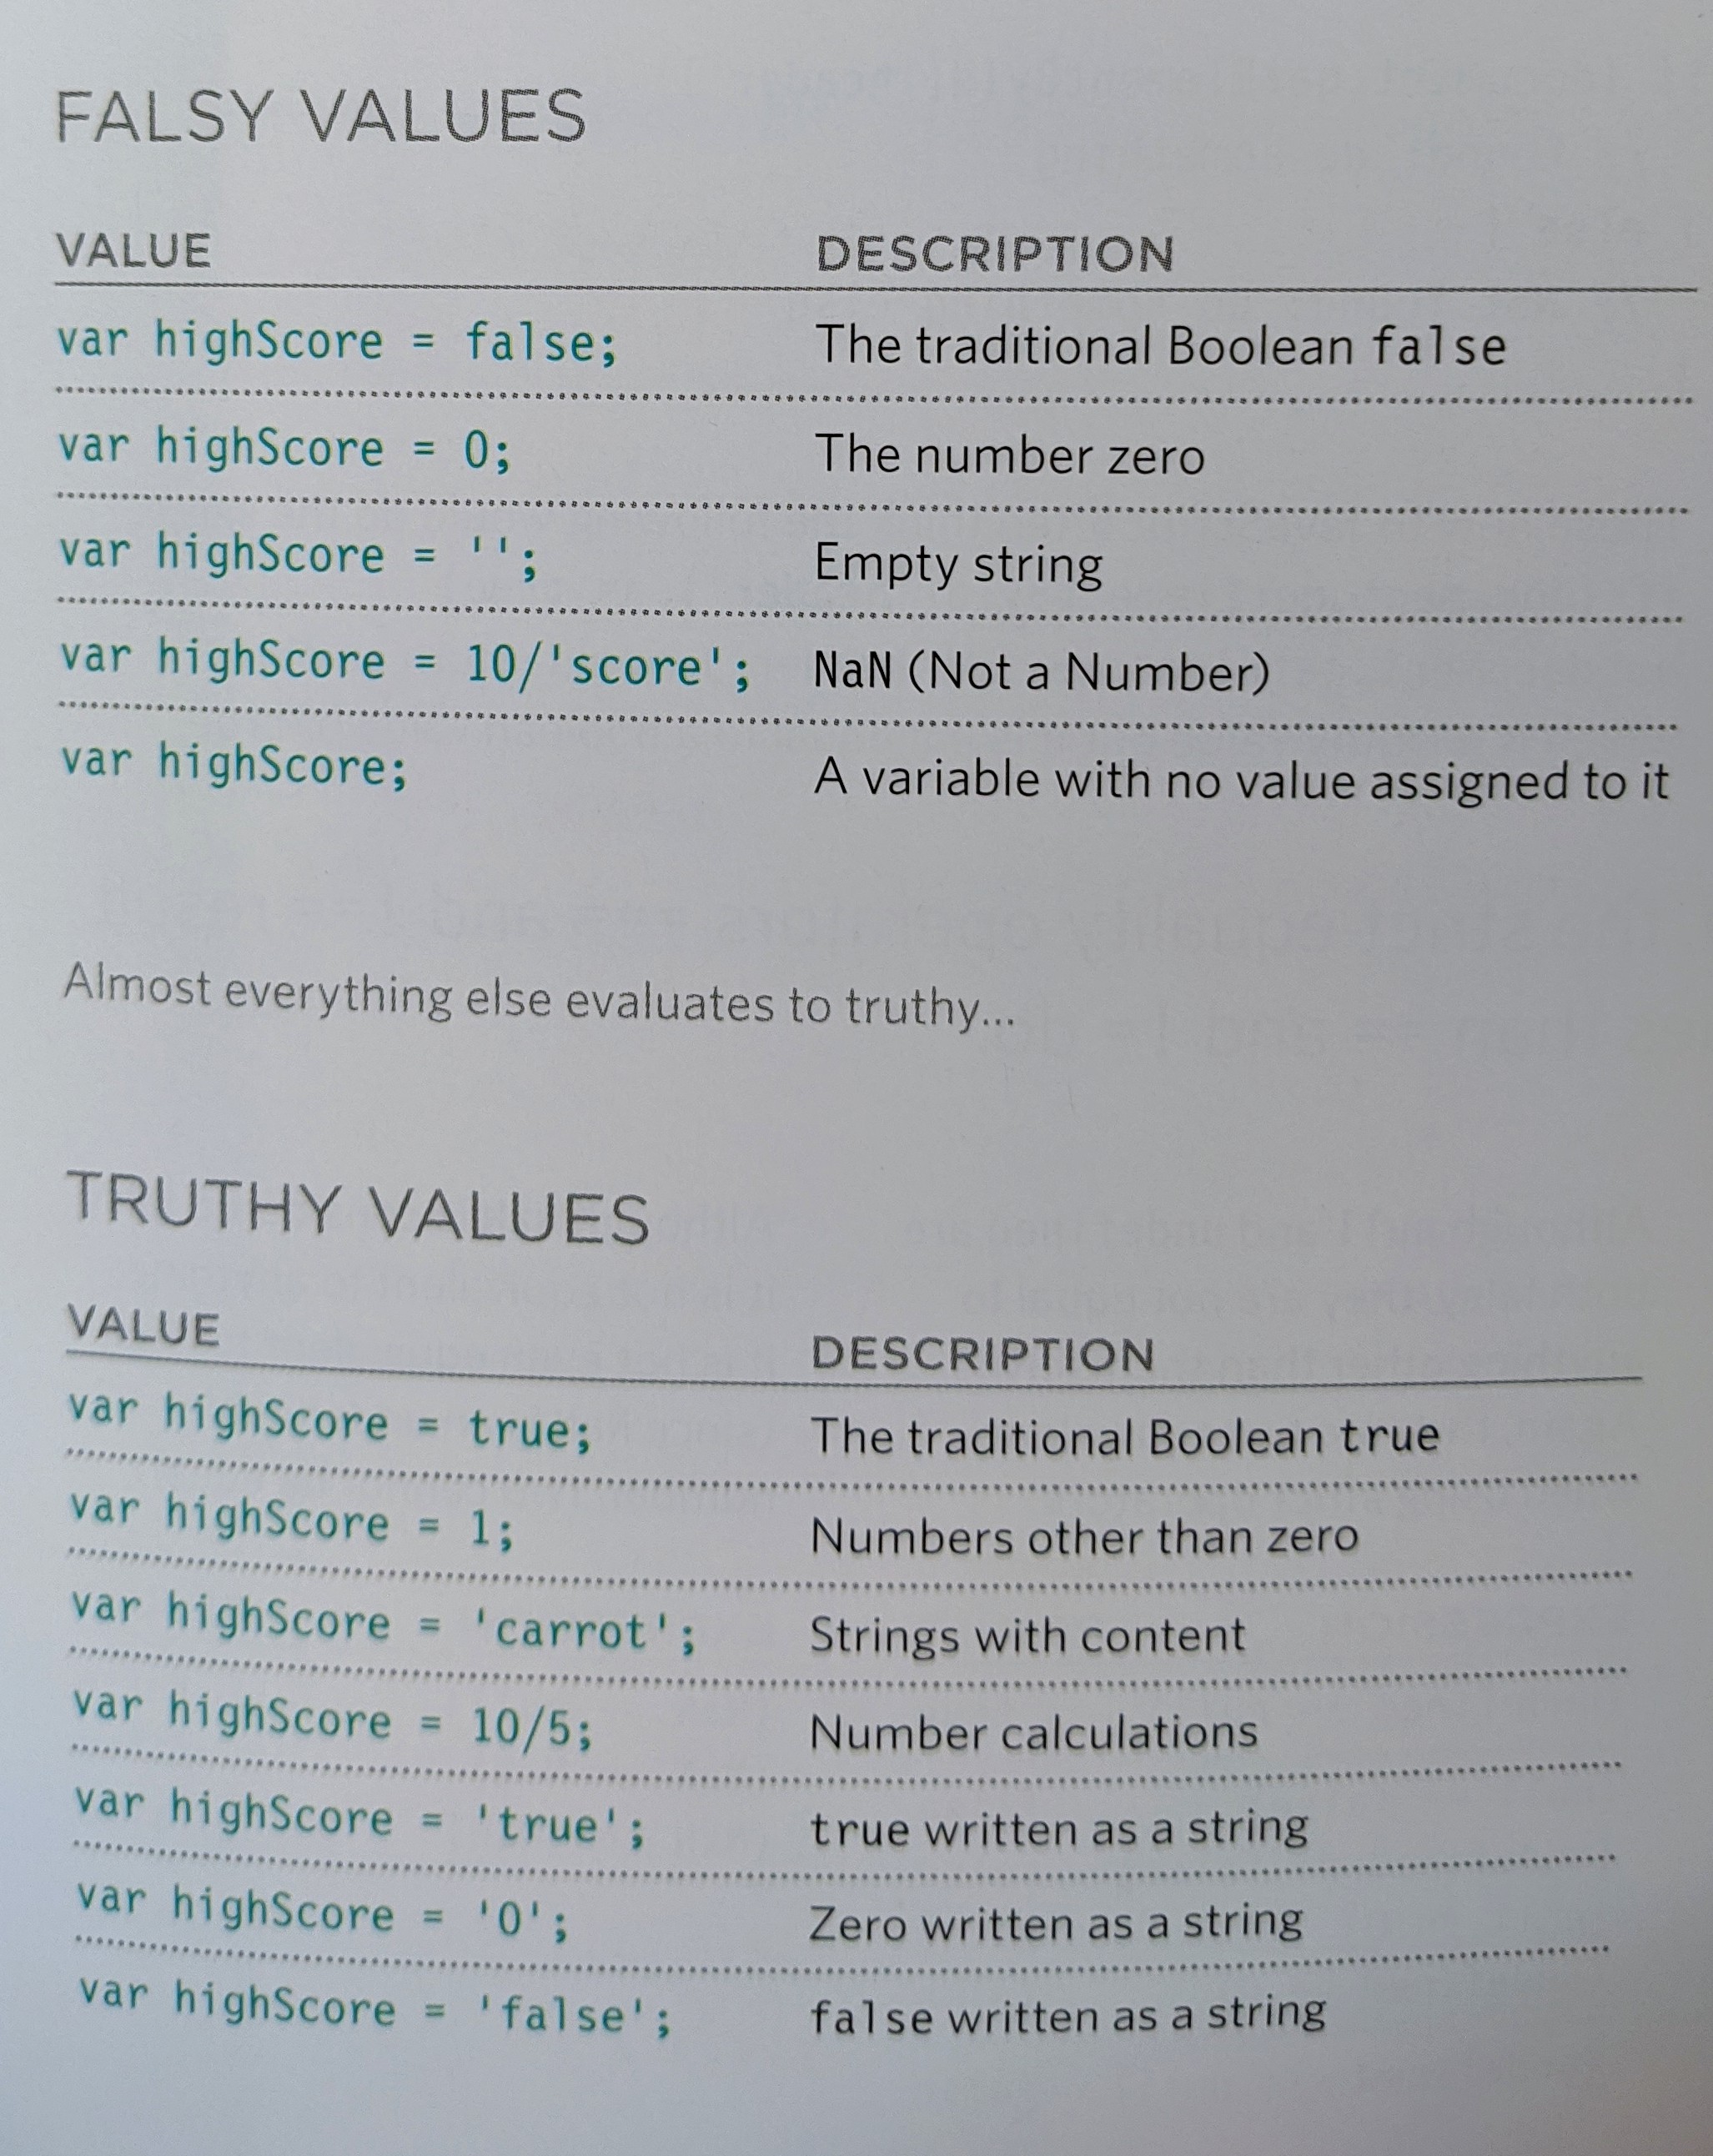 FALSY VALUES
VALUE DESCRIPTION
var highScore = false; The traditional Boolean false
var highScore = 0; The number zero
var highScore = ''; Empty string
var highScore = 10/'score'; NaN (Not a Number)
var highScore; A variable with no value assigned to it
Almost everything else evaluates to truthy...
TRUTHY VALUES
VALUE DESCRIPTION
var highScore = true; The traditional Boolean true
var highScore = 1; Numbers other than zero
var highScore = 'carrot'; Strings with content
var highScore = 10/5; Number calculations
var highScore = 'true'; true written as a string
var highScore = '0'; Zero written as a string
var highScore = 'false'; false written as a string